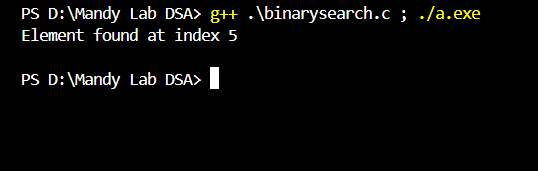 PS D:\Mandy Lab DSA> g++ .\binarysearch.c ; ./a.exe
Element found at index 5
PS D:\Mandy Lab DSA>